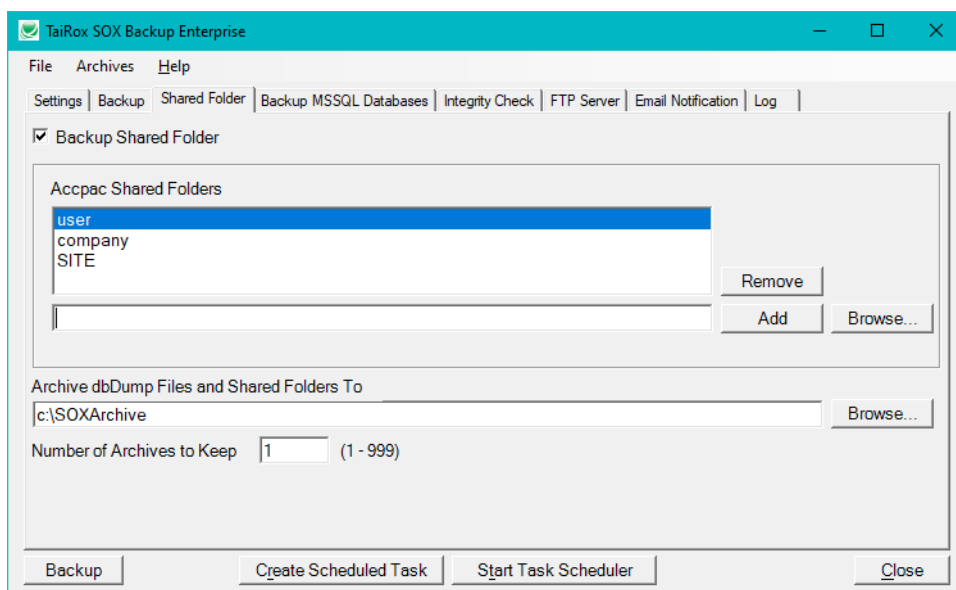 TaiRox SOX Backup Enterprise
File Archives Help
Settings Backup Shared Folder Backup MSSQL Databases Integrity Check FTP Server Email Notification Log
Backup Shared Folder
Accpac Shared Folders
user
company
SITE
Remove
Add Browse...
Archive dbDump Files and Shared Folders To
c:\SOXArchive Browse...
Number of Archives to Keep 1 (1 - 999)
Backup Create Scheduled Task Start Task Scheduler Close